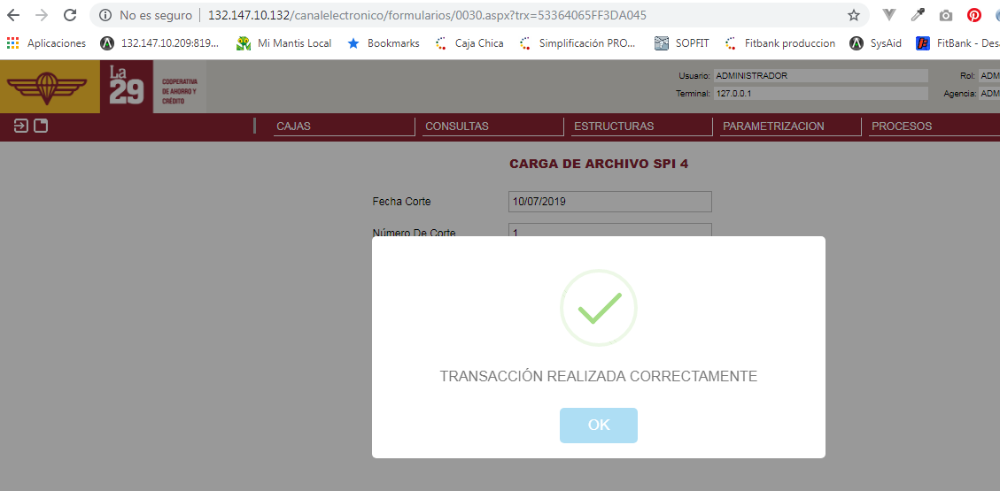 No es seguro | 132.147.10.132/canalelectronico/formularios/0030.aspx?trx=53364065FF3DA045
Aplicaciones 132.147.10.209:819... Mi Mantis Local Bookmarks Caja Chica Simplificación PRO... SOPFIT Fitbank produccion SysAid FitBank - Des
La 29 COOPERATIVA
DE AHORRO Y
CRÉDITO
Usuario: ADMINISTRADOR Rol: ADM
Terminal: 127.0.0.1 Agencia: ADM
CAJAS CONSULTAS ESTRUCTURAS PARAMETRIZACION PROCESOS
CARGA DE ARCHIVO SPI 4
Fecha Corte 10/07/2019
Número De Corte 1
TRANSACCIÓN REALIZADA CORRECTAMENTE
OK